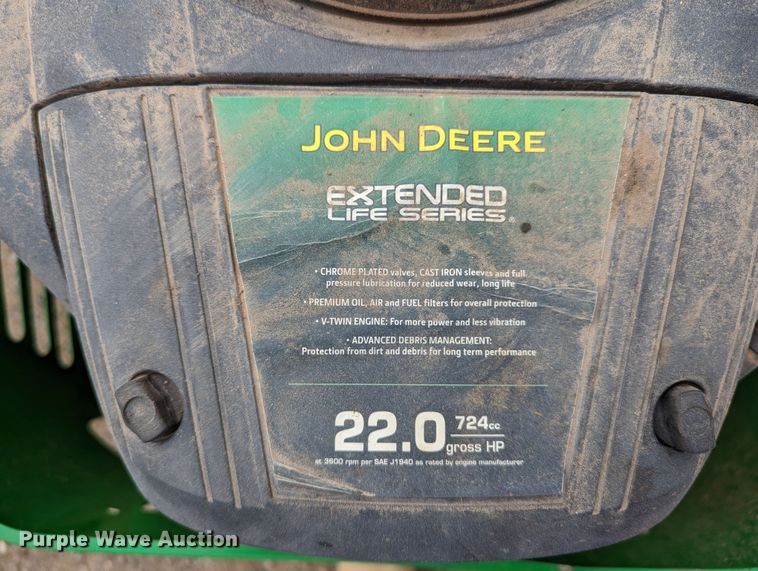 JOHN DEERE
EXTENDED
LIFE SERIES®
• CHROME PLATED valves, CAST IRON sleeves and full
pressure lubrication for reduced wear, long life
• PREMIUM OIL, AIR and FUEL filters for overall protection
• V-TWIN ENGINE: For more power and less vibration
• ADVANCED DEBRIS MANAGEMENT:
Protection from dirt and debris for long term performance
22.0 724cc
gross HP
at 3600 rpm per SAE J1940 as rated by engine manufacturer
Purple Wave Auction